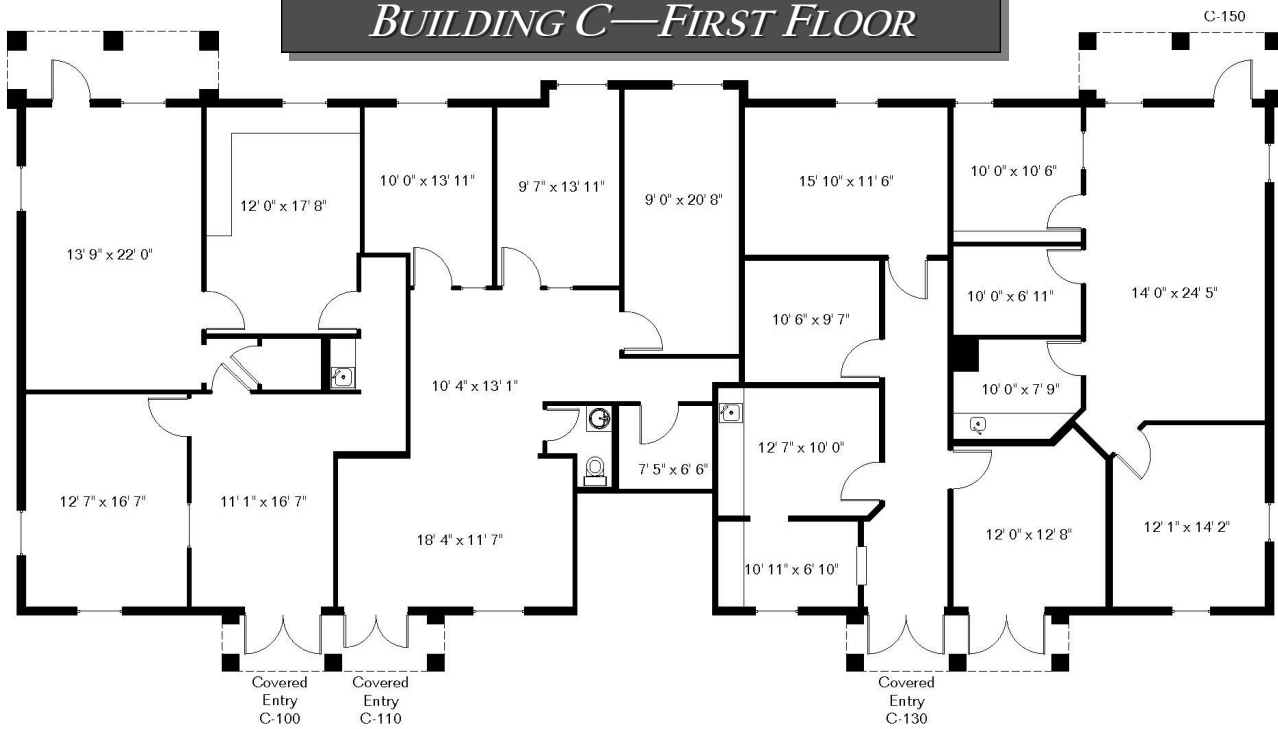 BUILDING C—FIRST FLOOR
C-150
13' 9" x 22' 0"
12' 0" x 17' 8"
10' 0" x 13' 11"
9' 7" x 13' 11"
9' 0" x 20' 8"
15' 10" x 11' 6"
10' 0" x 10' 6"
10' 6" x 9' 7"
10' 0" x 6' 11"
14' 0" x 24' 5"
10' 4" x 13' 1"
10' 0" x 7' 9"
12' 7" x 16' 7"
11' 1" x 16' 7"
7' 5" x 6' 6"
12' 7" x 10' 0"
18' 4" x 11' 7"
10' 11" x 6' 10"
12' 0" x 12' 8"
12' 1" x 14' 2"
Covered
Entry
C-100
Covered
Entry
C-110
Covered
Entry
C-130